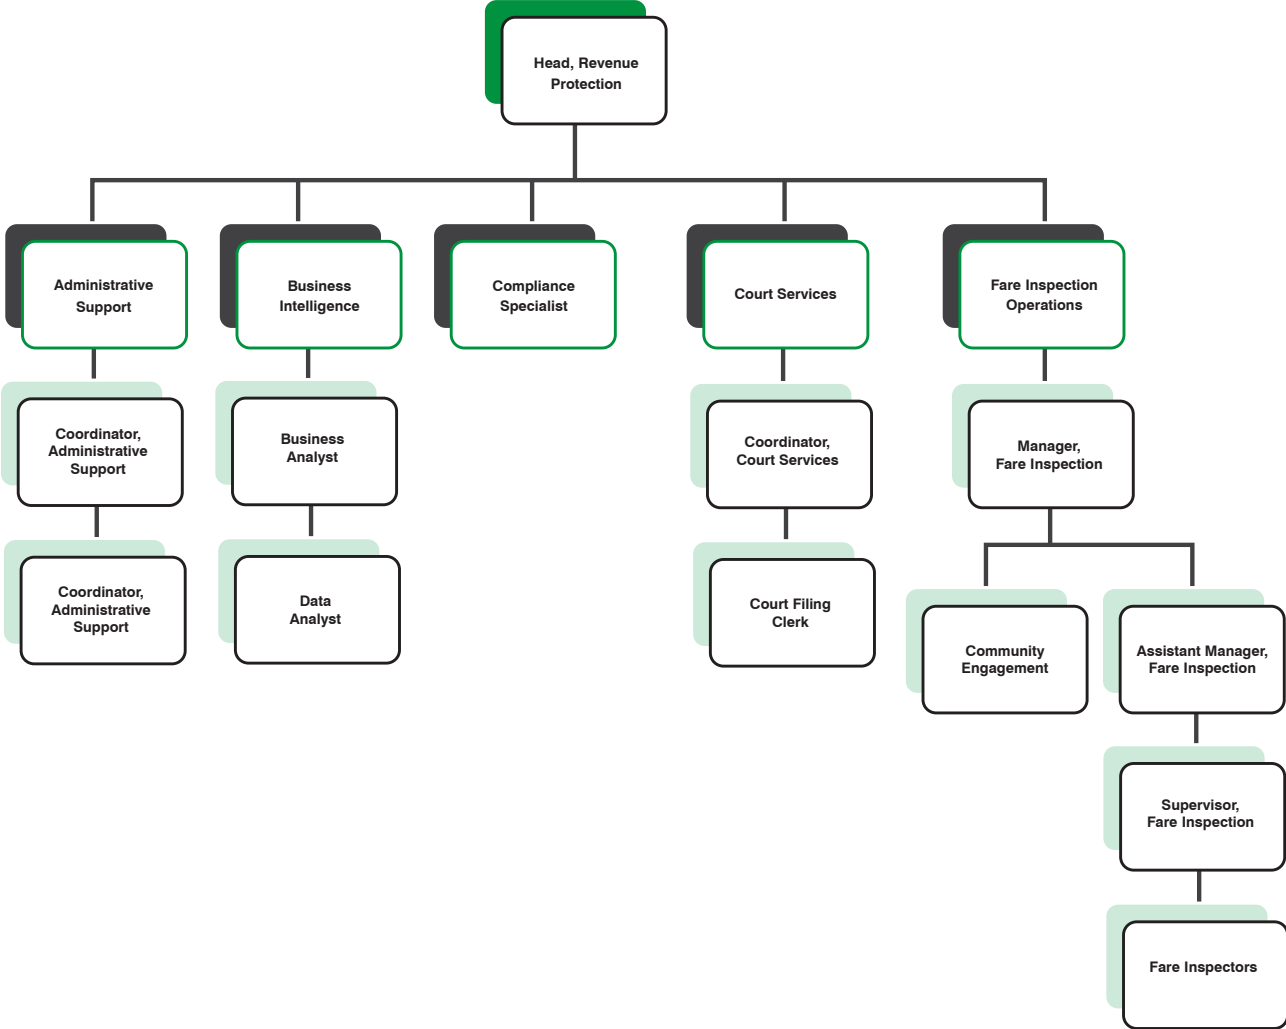 Head, Revenue
Protection
Administrative
Support
Business
Intelligence
Compliance
Specialist
Court Services
Fare Inspection
Operations
Coordinator,
Administrative
Support
Business
Analyst
Coordinator,
Court Services
Manager,
Fare Inspection
Coordinator,
Administrative
Support
Data
Analyst
Court Filing
Clerk
Community
Engagement
Assistant Manager,
Fare Inspection
Supervisor,
Fare Inspection
Fare Inspectors